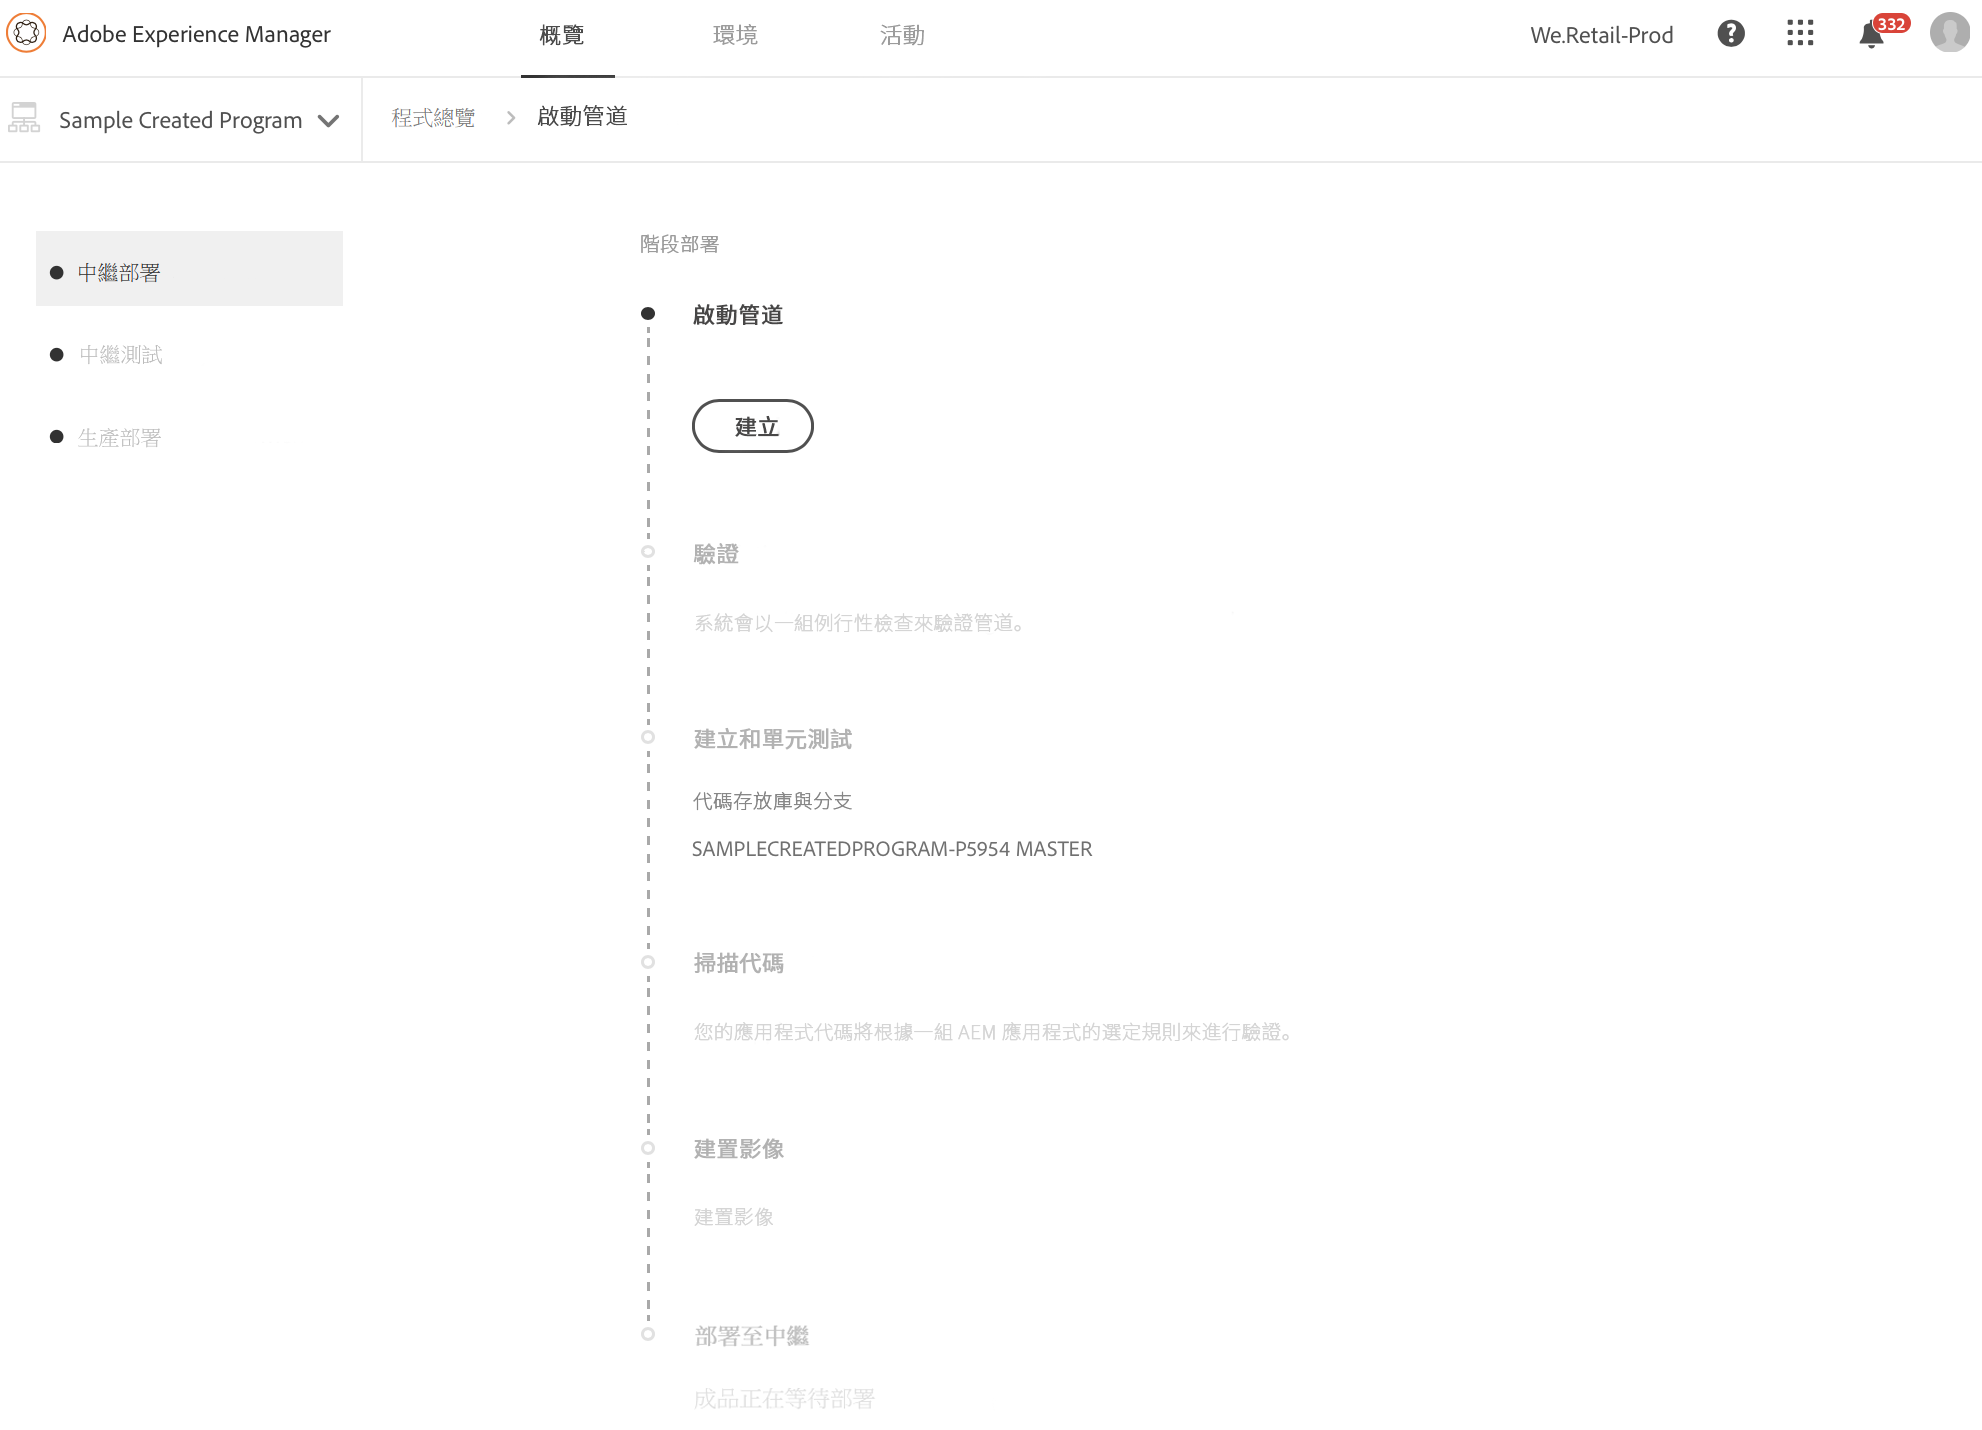 Adobe Experience Manager
概覽
環境
活動
We.Retail-Prod
332
Sample Created Program
程式總覽
啟動管道
中繼部署
中繼測試
生產部署
階段部署
啟動管道
建立
驗證
系統會以一組例行性檢查來驗證管道。
建立和單元測試
代碼存放庫與分支
SAMPLECREATEDPROGRAM-P5954 MASTER
掃描代碼
您的應用程式代碼將根據一組 AEM 應用程式的選定規則來進行驗證。
建置影像
建置影像
部署至中繼
成品正在等待部署